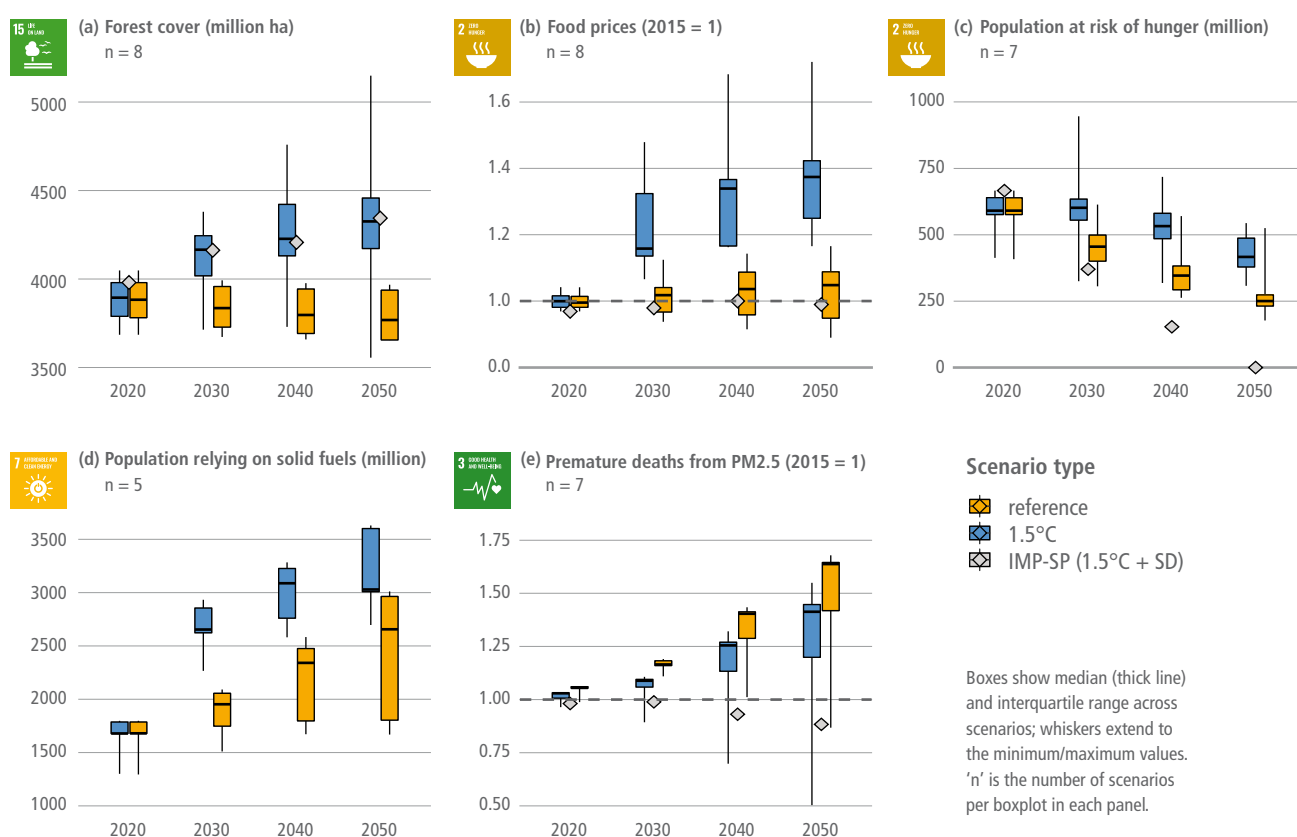 15 LIFE
ON LAND
(a) Forest cover (million ha)
n = 8
5000
4500
4000
3500
2020 2030 2040 2050
2 ZERO
HUNGER
(b) Food prices (2015 = 1)
n = 8
1.6
1.4
1.2
1.0
0.0
2020 2030 2040 2050
2 ZERO
HUNGER
(c) Population at risk of hunger (million)
n = 7
1000
750
500
250
0
2020 2030 2040 2050
7 AFFORDABLE AND
CLEAN ENERGY
(d) Population relying on solid fuels (million)
n = 5
3500
3000
2500
2000
1500
1000
2020 2030 2040 2050
3 GOOD HEALTH
AND WELL-BEING
(e) Premature deaths from PM2.5 (2015 = 1)
n = 7
1.75
1.50
1.25
1.00
0.75
0.50
2020 2030 2040 2050
Scenario type
reference
1.5°C
IMP-SP (1.5°C + SD)
Boxes show median (thick line)
and interquartile range across
scenarios; whiskers extend to
the minimum/maximum values.
‘n’ is the number of scenarios
per boxplot in each panel.